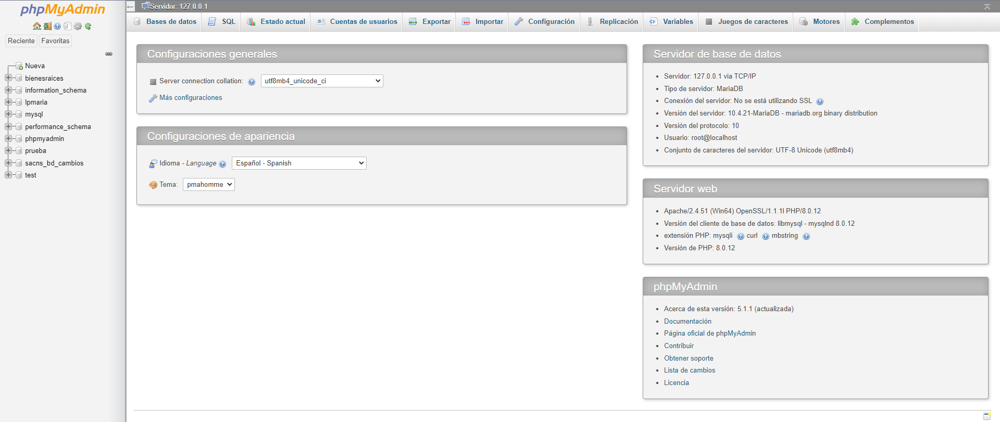 phpMyAdmin
Reciente Favoritas
Nueva
bienesraices
information_schema
lpmaria
mysql
performance_schema
phpmyadmin
prueba
sacns_bd_cambios
test
Servidor: 127.0.0.1
Bases de datos SQL Estado actual Cuentas de usuarios Exportar Importar Configuración Replicación Variables Juegos de caracteres Motores Complementos
Configuraciones generales
Server connection collation: utf8mb4_unicode_ci
Más configuraciones
Configuraciones de apariencia
Idioma - Language Español - Spanish
Tema: pmahomme
Servidor de base de datos
Servidor: 127.0.0.1 via TCP/IP
Tipo de servidor: MariaDB
Conexión del servidor: No se está utilizando SSL
Versión del servidor: 10.4.21-MariaDB - mariadb.org binary distribution
Versión del protocolo: 10
Usuario: root@localhost
Conjunto de caracteres del servidor: UTF-8 Unicode (utf8mb4)
Servidor web
Apache/2.4.51 (Win64) OpenSSL/1.1.1l PHP/8.0.12
Versión del cliente de base de datos: libmysql - mysqlnd 8.0.12
extensión PHP: mysqli curl mbstring
Versión de PHP: 8.0.12
phpMyAdmin
Acerca de esta versión: 5.1.1 (actualizada)
Documentación
Página oficial de phpMyAdmin
Contribuir
Obtener soporte
Lista de cambios
Licencia